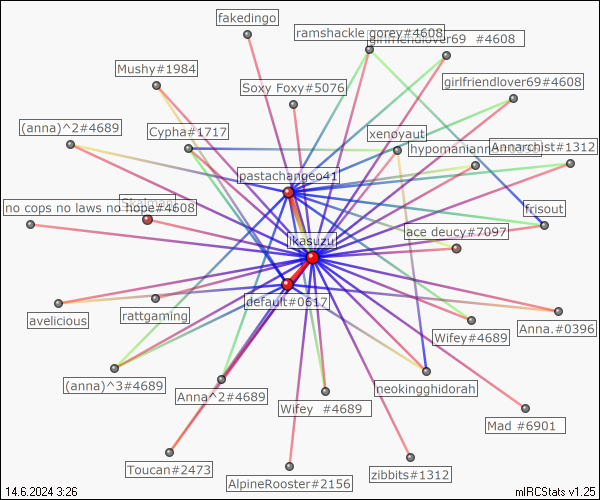 fakedingo
ramshackle gorey#4608
girlfriendlover69 #4608
Mushy#1984
Soxy Foxy#5076
girlfriendlover69#4608
(anna)^2#4689
Cypha#1717
xenoyaut
Annarchist#1312
pastachangeo41
no cops no laws no hope#4608
frisout
ikasuzu
ace deucy#7097
default#0617
avelicious
rattgaming
Wifey#4689
Anna.#0396
(anna)^3#4689
Anna^2#4689
Wifey #4689
neokingghidorah
Mad #6901
Toucan#2473
AlpineRooster#2156
zibbits#1312
14.6.2024 3:26
mIRCStats v1.25